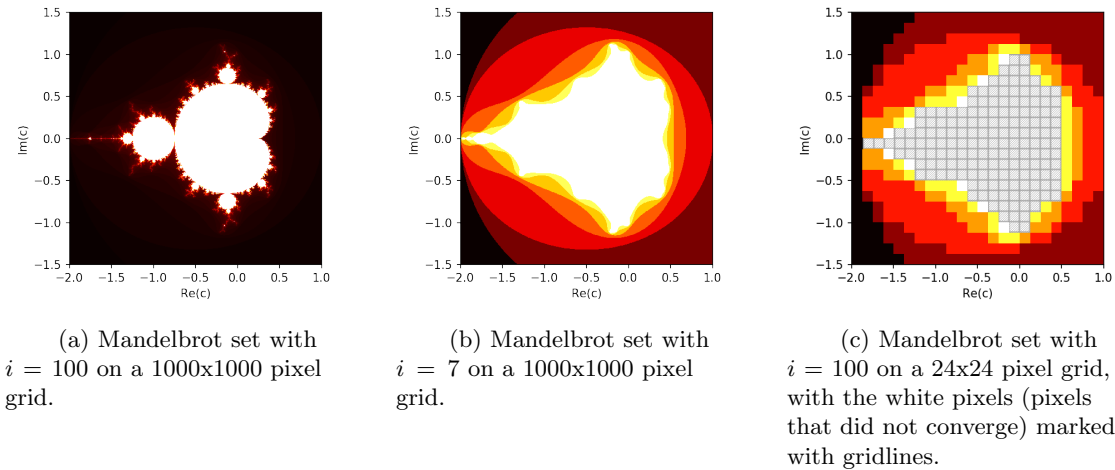 1.5
1.0
0.5
0.0
−0.5
−1.0
−1.5
Im(c)
−2.0 −1.5 −1.0 −0.5 0.0 0.5 1.0
Re(c)
(a) Mandelbrot set with
i = 100 on a 1000x1000 pixel
grid.
1.5
1.0
0.5
0.0
−0.5
−1.0
−1.5
Im(c)
−2.0 −1.5 −1.0 −0.5 0.0 0.5 1.0
Re(c)
(b) Mandelbrot set with
i = 7 on a 1000x1000 pixel
grid.
1.5
1.0
0.5
0.0
−0.5
−1.0
−1.5
Im(c)
−2.0 −1.5 −1.0 −0.5 0.0 0.5 1.0
Re(c)
(c) Mandelbrot set with
i = 100 on a 24x24 pixel grid,
with the white pixels (pixels
that did not converge) marked
with gridlines.